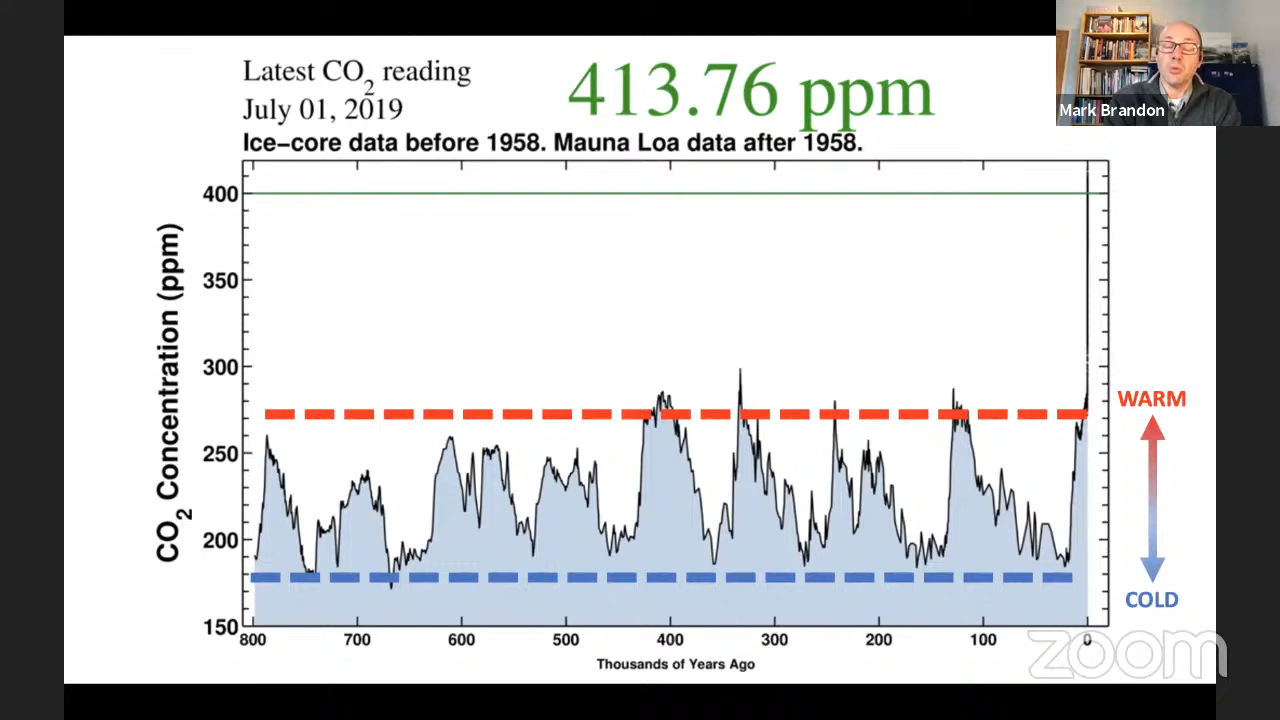 Latest CO2 reading
July 01, 2019
413.76 ppm
Ice-core data before 1958. Mauna Loa data after 1958.
Mark Brandon
CO2 Concentration (ppm)
400
350
300
250
200
150
WARM
COLD
800 700 600 500 400 300 200 100 0
Thousands of Years Ago
zoom